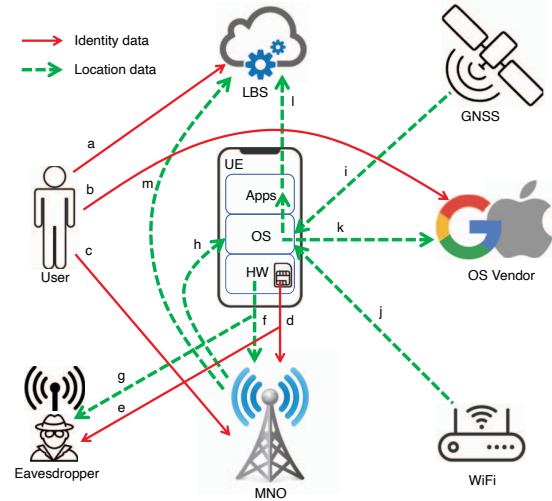 Identity data
Location data
LBS
GNSS
a
l
m
b
UE
Apps
i
OS
k
h
c
User
OS Vendor
HW
j
f
d
g
e
Eavesdropper
MNO
WiFi